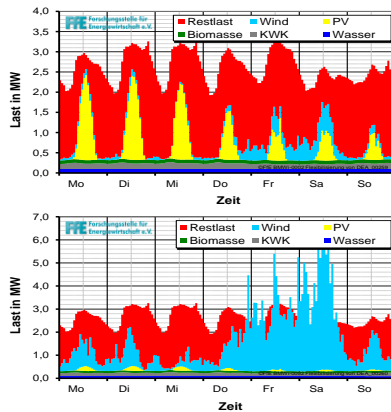 4,0
FfE Forschungsstelle für
Energiewirtschaft e.V.
3,5
Restlast Wind PV
Biomasse KWK Wasser
3,0
2,5
2,0
1,5
1,0
0,5
0,0
Last in MW
Mo Di Mi Do Fr Sa So
Zeit
7,0
FfE Forschungsstelle für
Energiewirtschaft e.V.
6,0
Restlast Wind PV
Biomasse KWK Wasser
5,0
4,0
3,0
2,0
1,0
0,0
Last in MW
Mo Di Mi Do Fr Sa So
Zeit